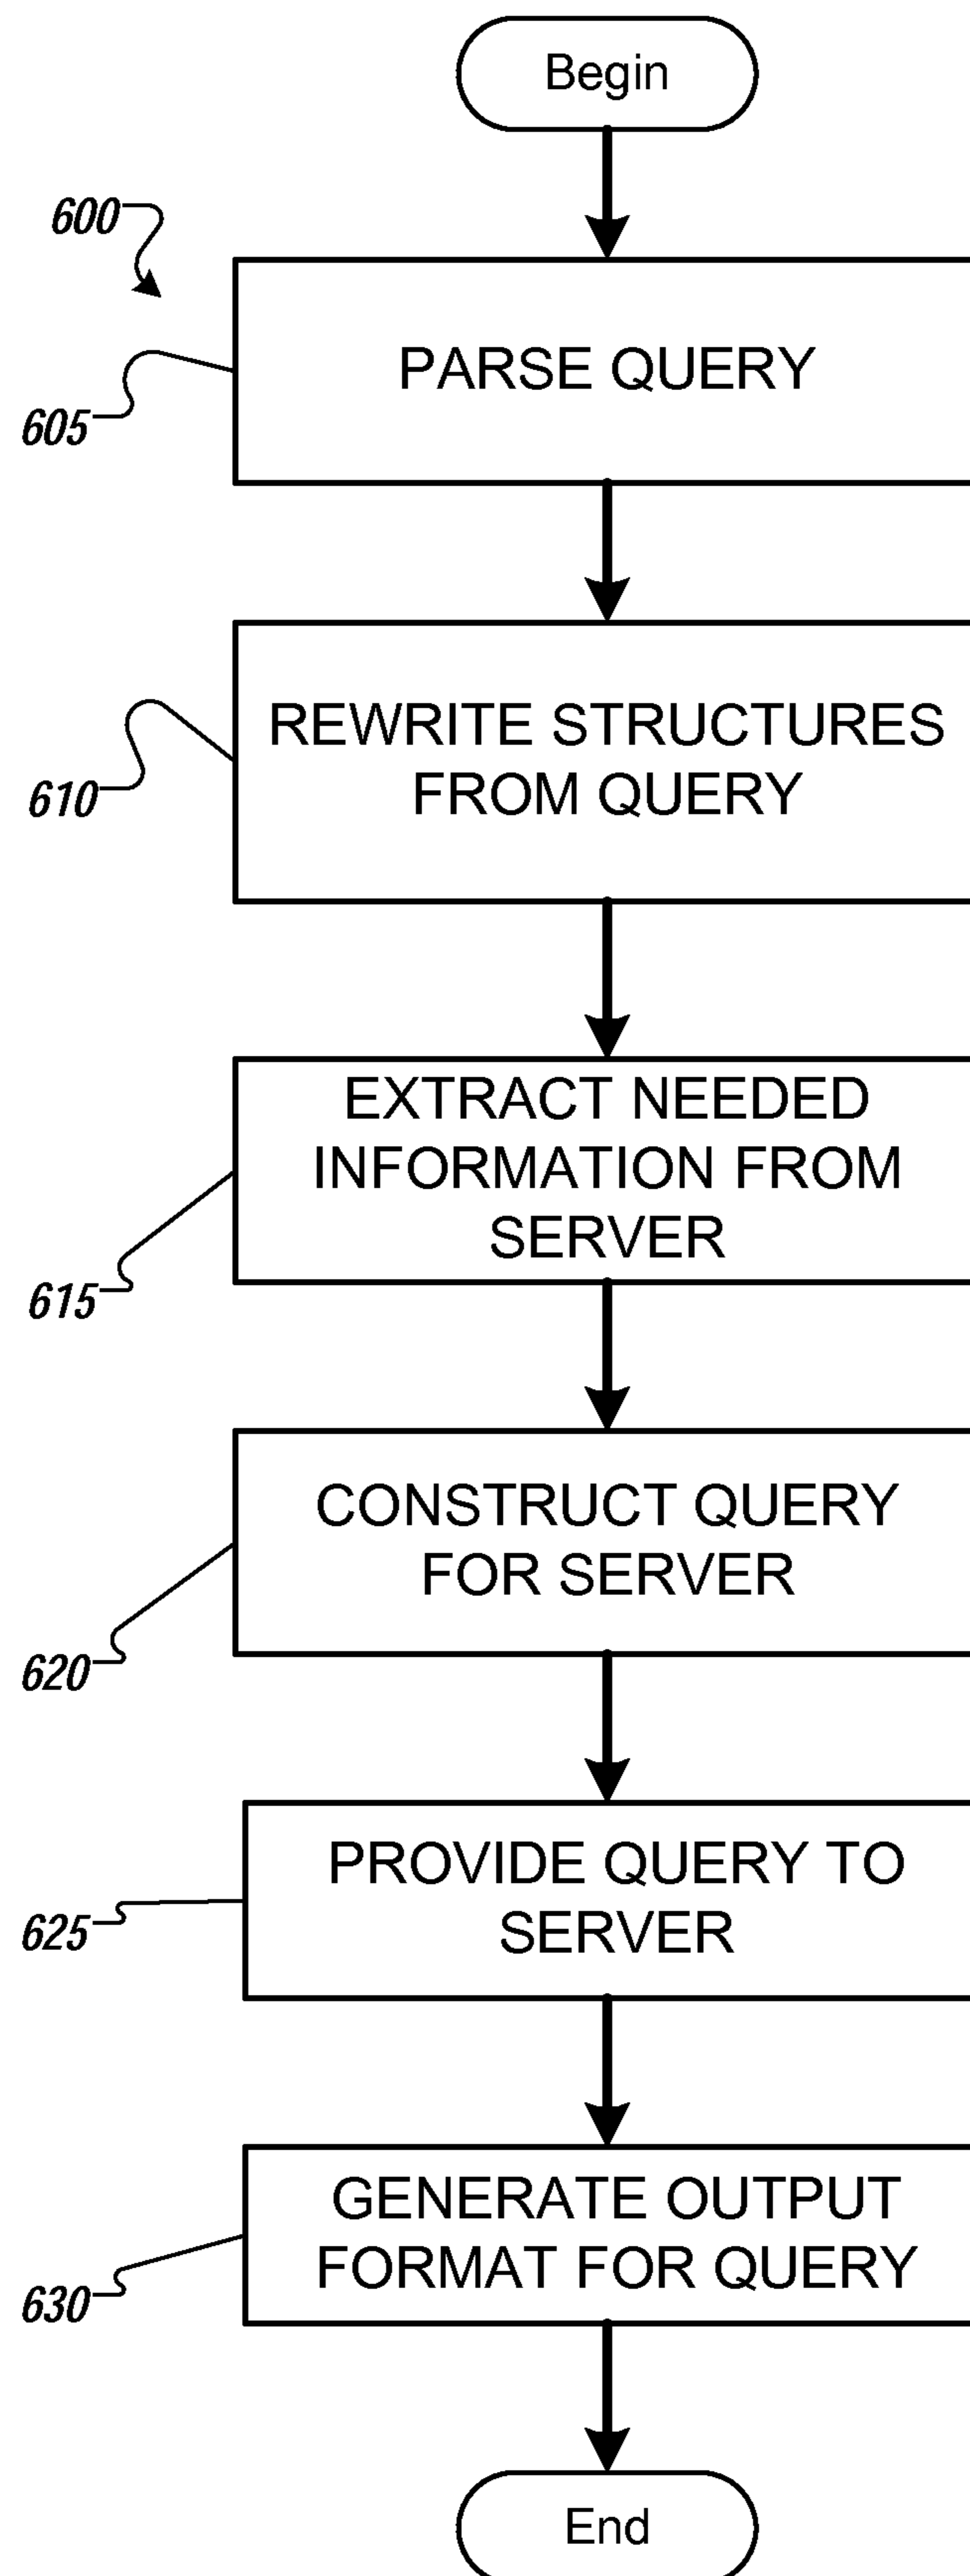 Begin
600
PARSE QUERY
605
REWRITE STRUCTURES
FROM QUERY
610
EXTRACT NEEDED
INFORMATION FROM
SERVER
615
CONSTRUCT QUERY
FOR SERVER
620
PROVIDE QUERY TO
SERVER
625
GENERATE OUTPUT
FORMAT FOR QUERY
630
End